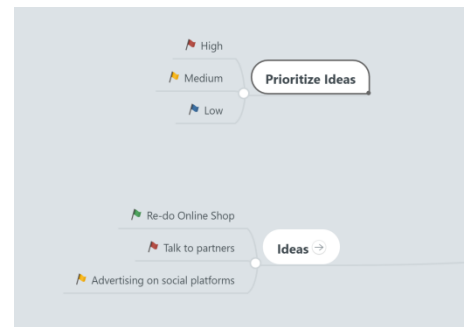 High
Medium
Low
Prioritize Ideas
Re-do Online Shop
Talk to partners
Advertising on social platforms
Ideas